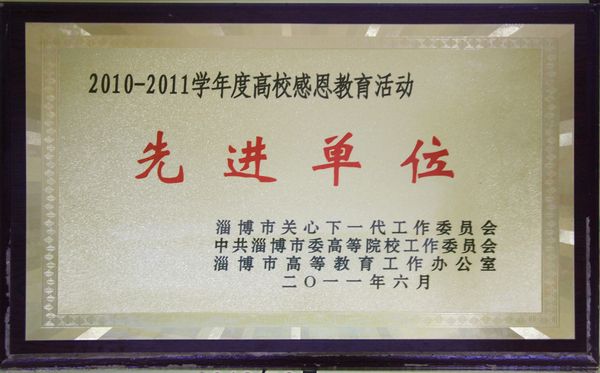 2010-2011学年度高校感恩教育活动
先进单位
淄博市关心下一代工作委员会
中共淄博市委高等院校工作委员会
淄博市高等教育工作办公室
二〇一一年六月